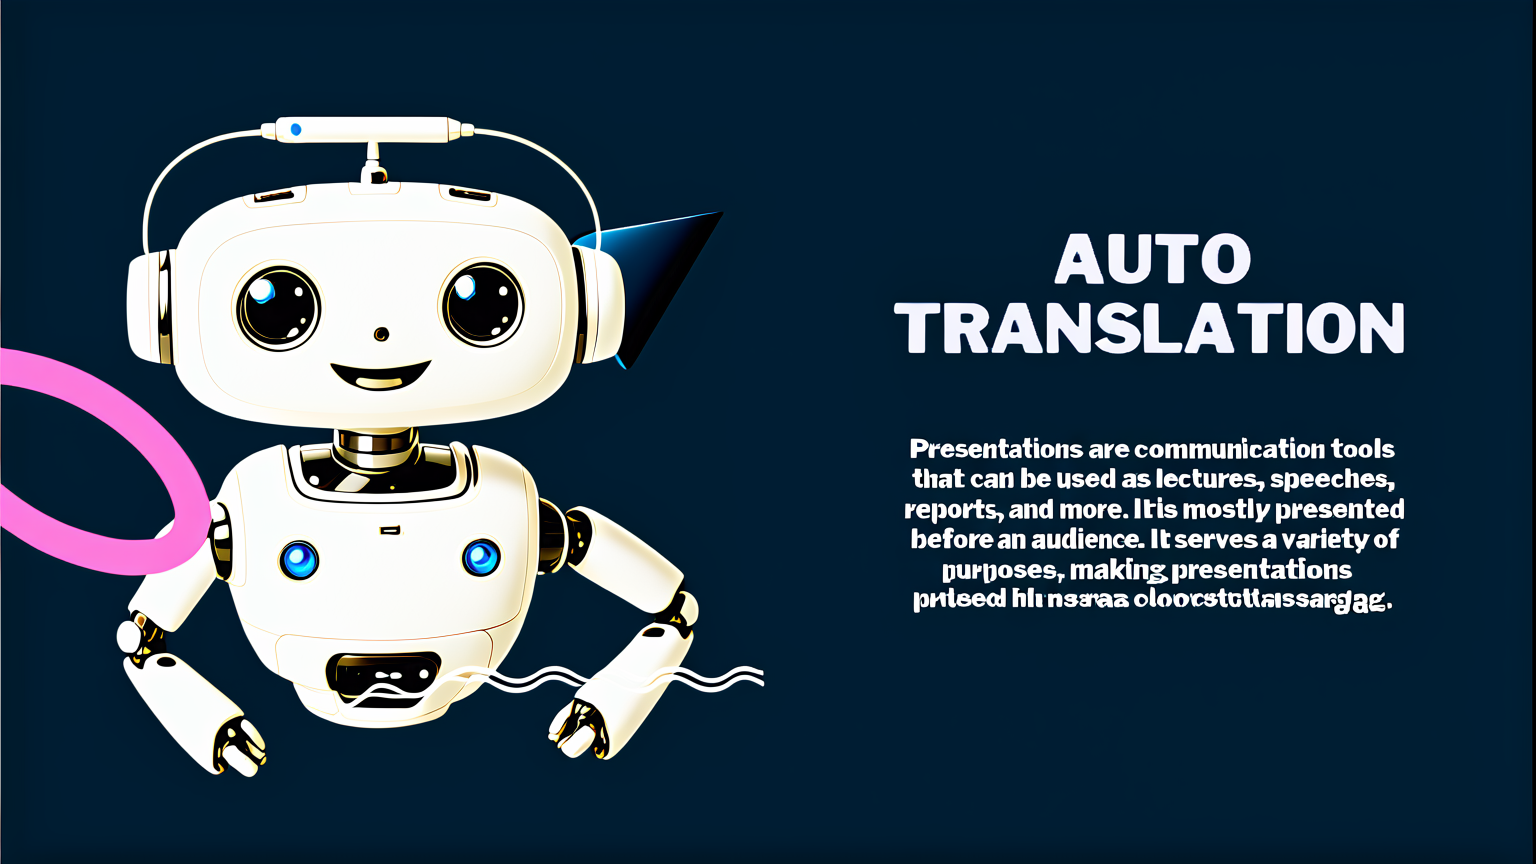 AUTO
TRANSLATION
Presentations are communication tools
that can be used as lectures, speeches,
reports, and more. It is mostly presented
before an audience. It serves a variety of
purposes, making presentations